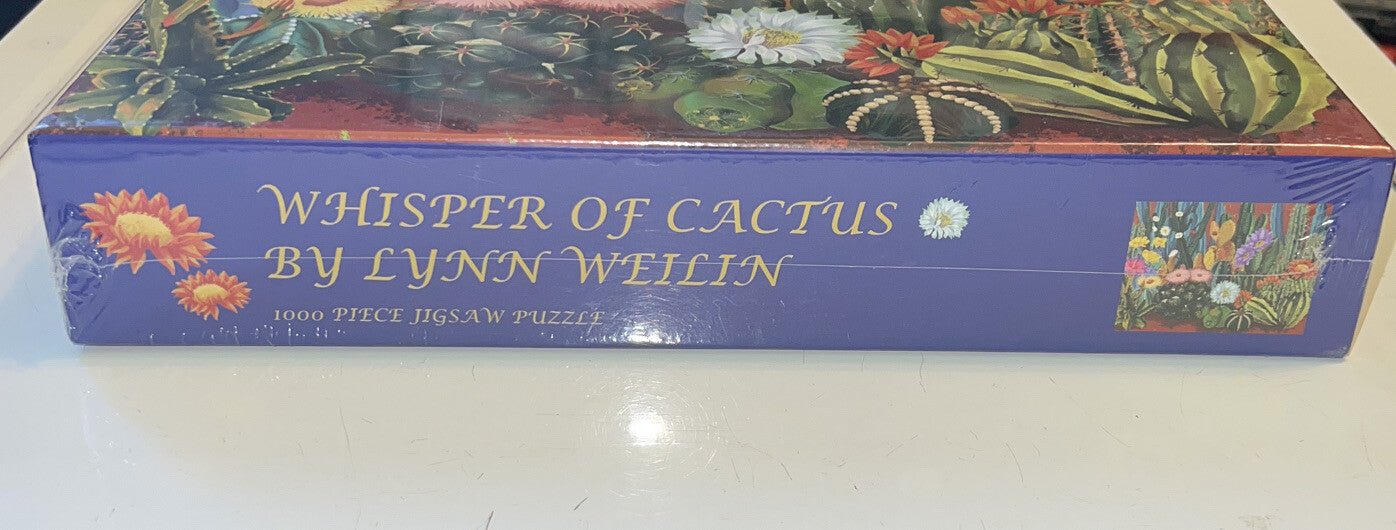 WHISPER OF CACTUS
BY LYNN WEILIN
1000 PIECE JIGSAW PUZZLE